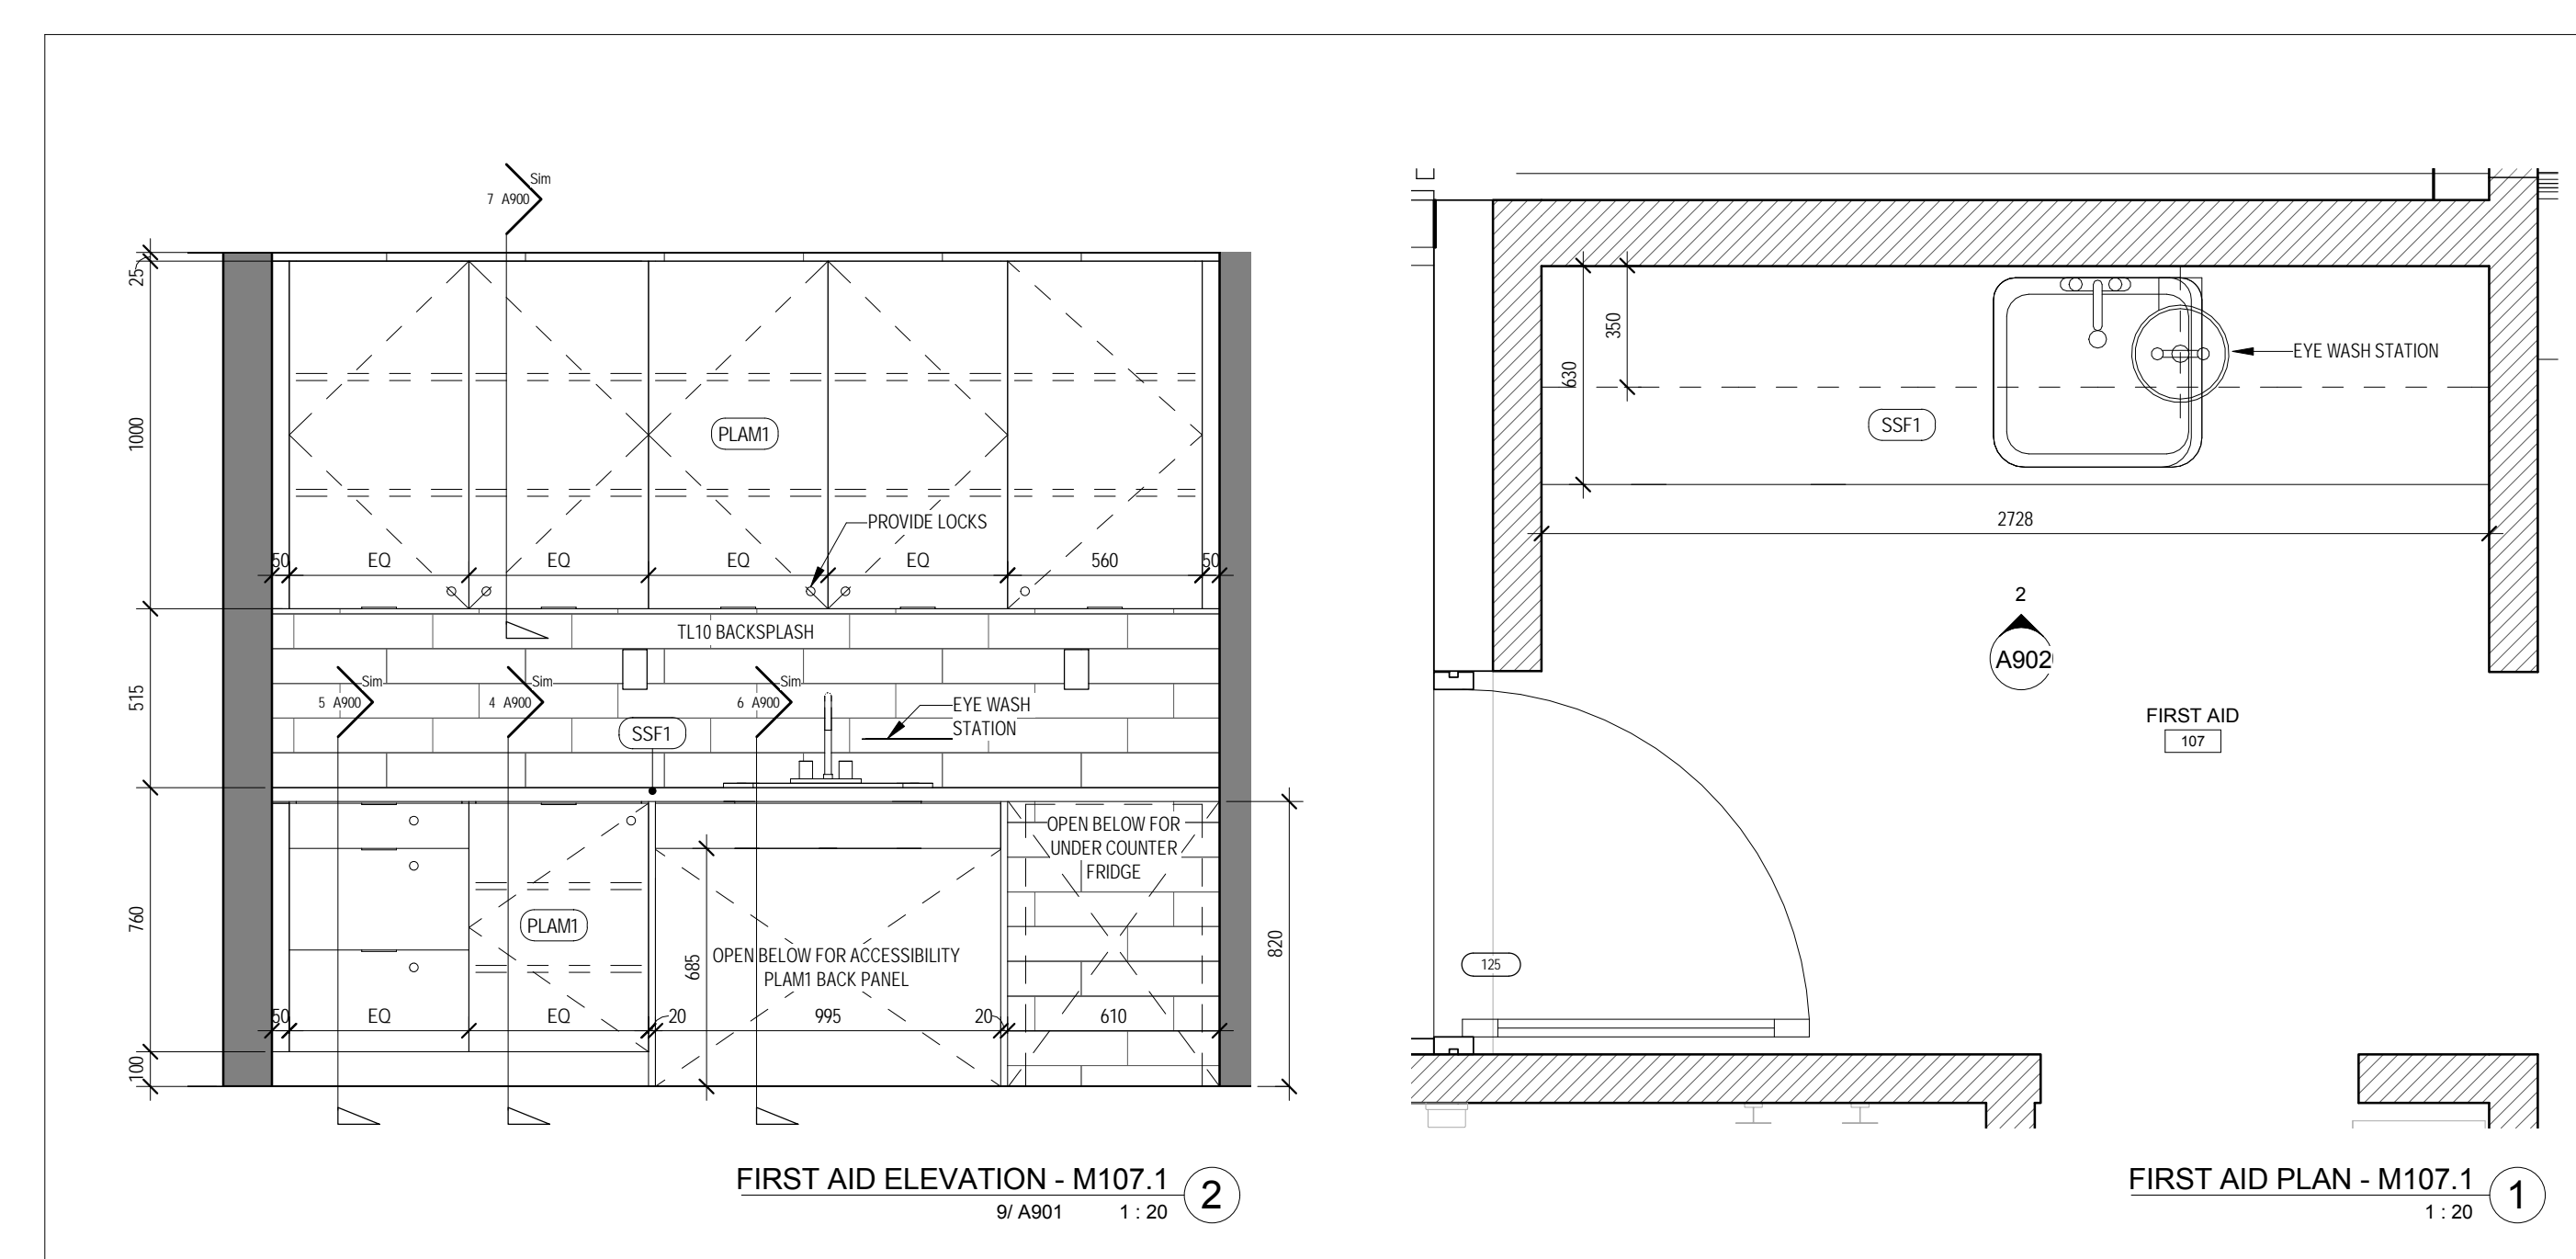 Sim
7 A900
25
1000
515
760
100
PLAM1
PROVIDE LOCKS
50
EQ
EQ
EQ
EQ
560
50
TL10 BACKSPLASH
Sim
5 A900
Sim
4 A900
Sim
6 A900
SSF1
EYE WASH
STATION
OPEN BELOW FOR
UNDER COUNTER
FRIDGE
PLAM1
685
OPEN BELOW FOR ACCESSIBILITY
PLAM1 BACK PANEL
820
50
EQ
EQ
20
995
20
610
FIRST AID ELEVATION - M107.1
2
9/ A901
1 : 20
350
630
EYE WASH STATION
SSF1
2728
2
A902
FIRST AID
107
125
FIRST AID PLAN - M107.1
1
1 : 20